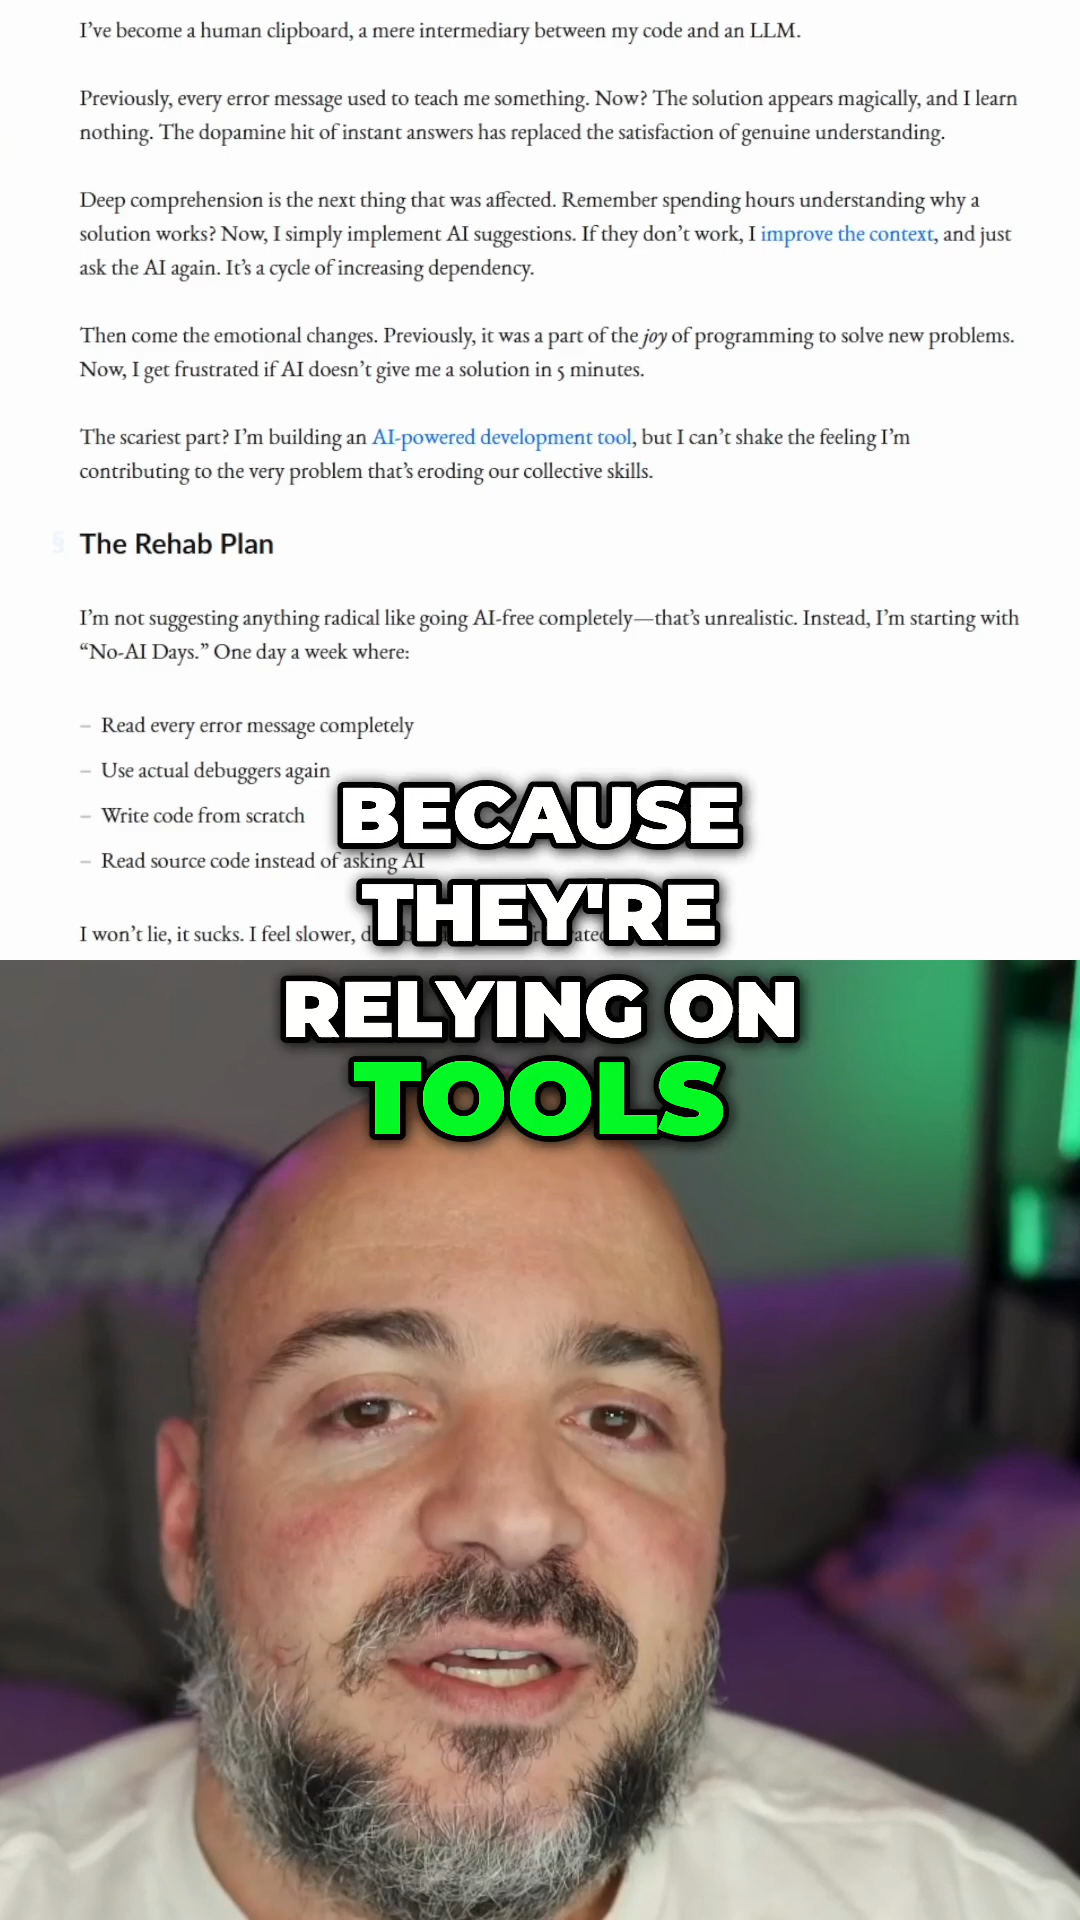 I’ve become a human clipboard, a mere intermediary between my code and an LLM.
Previously, every error message used to teach me something. Now? The solution appears magically, and I learn
nothing. The dopamine hit of instant answers has replaced the satisfaction of genuine understanding.
Deep comprehension is the next thing that was affected. Remember spending hours understanding why a
solution works? Now, I simply implement AI suggestions. If they don’t work, I improve the context, and just
ask the AI again. It’s a cycle of increasing dependency.
Then come the emotional changes. Previously, it was a part of the joy of programming to solve new problems.
Now, I get frustrated if AI doesn’t give me a solution in 5 minutes.
The scariest part? I’m building an AI-powered development tool, but I can’t shake the feeling I’m
contributing to the very problem that’s eroding our collective skills.
§ The Rehab Plan
I’m not suggesting anything radical like going AI-free completely—that’s unrealistic. Instead, I’m starting with
“No-AI Days.” One day a week where:
– Read every error message completely
– Use actual debuggers again
– Write code from scratch
– Read source code instead of asking AI
I won’t lie, it sucks. I feel slower,
BECAUSE
THEY'RE
RELYING ON
TOOLS